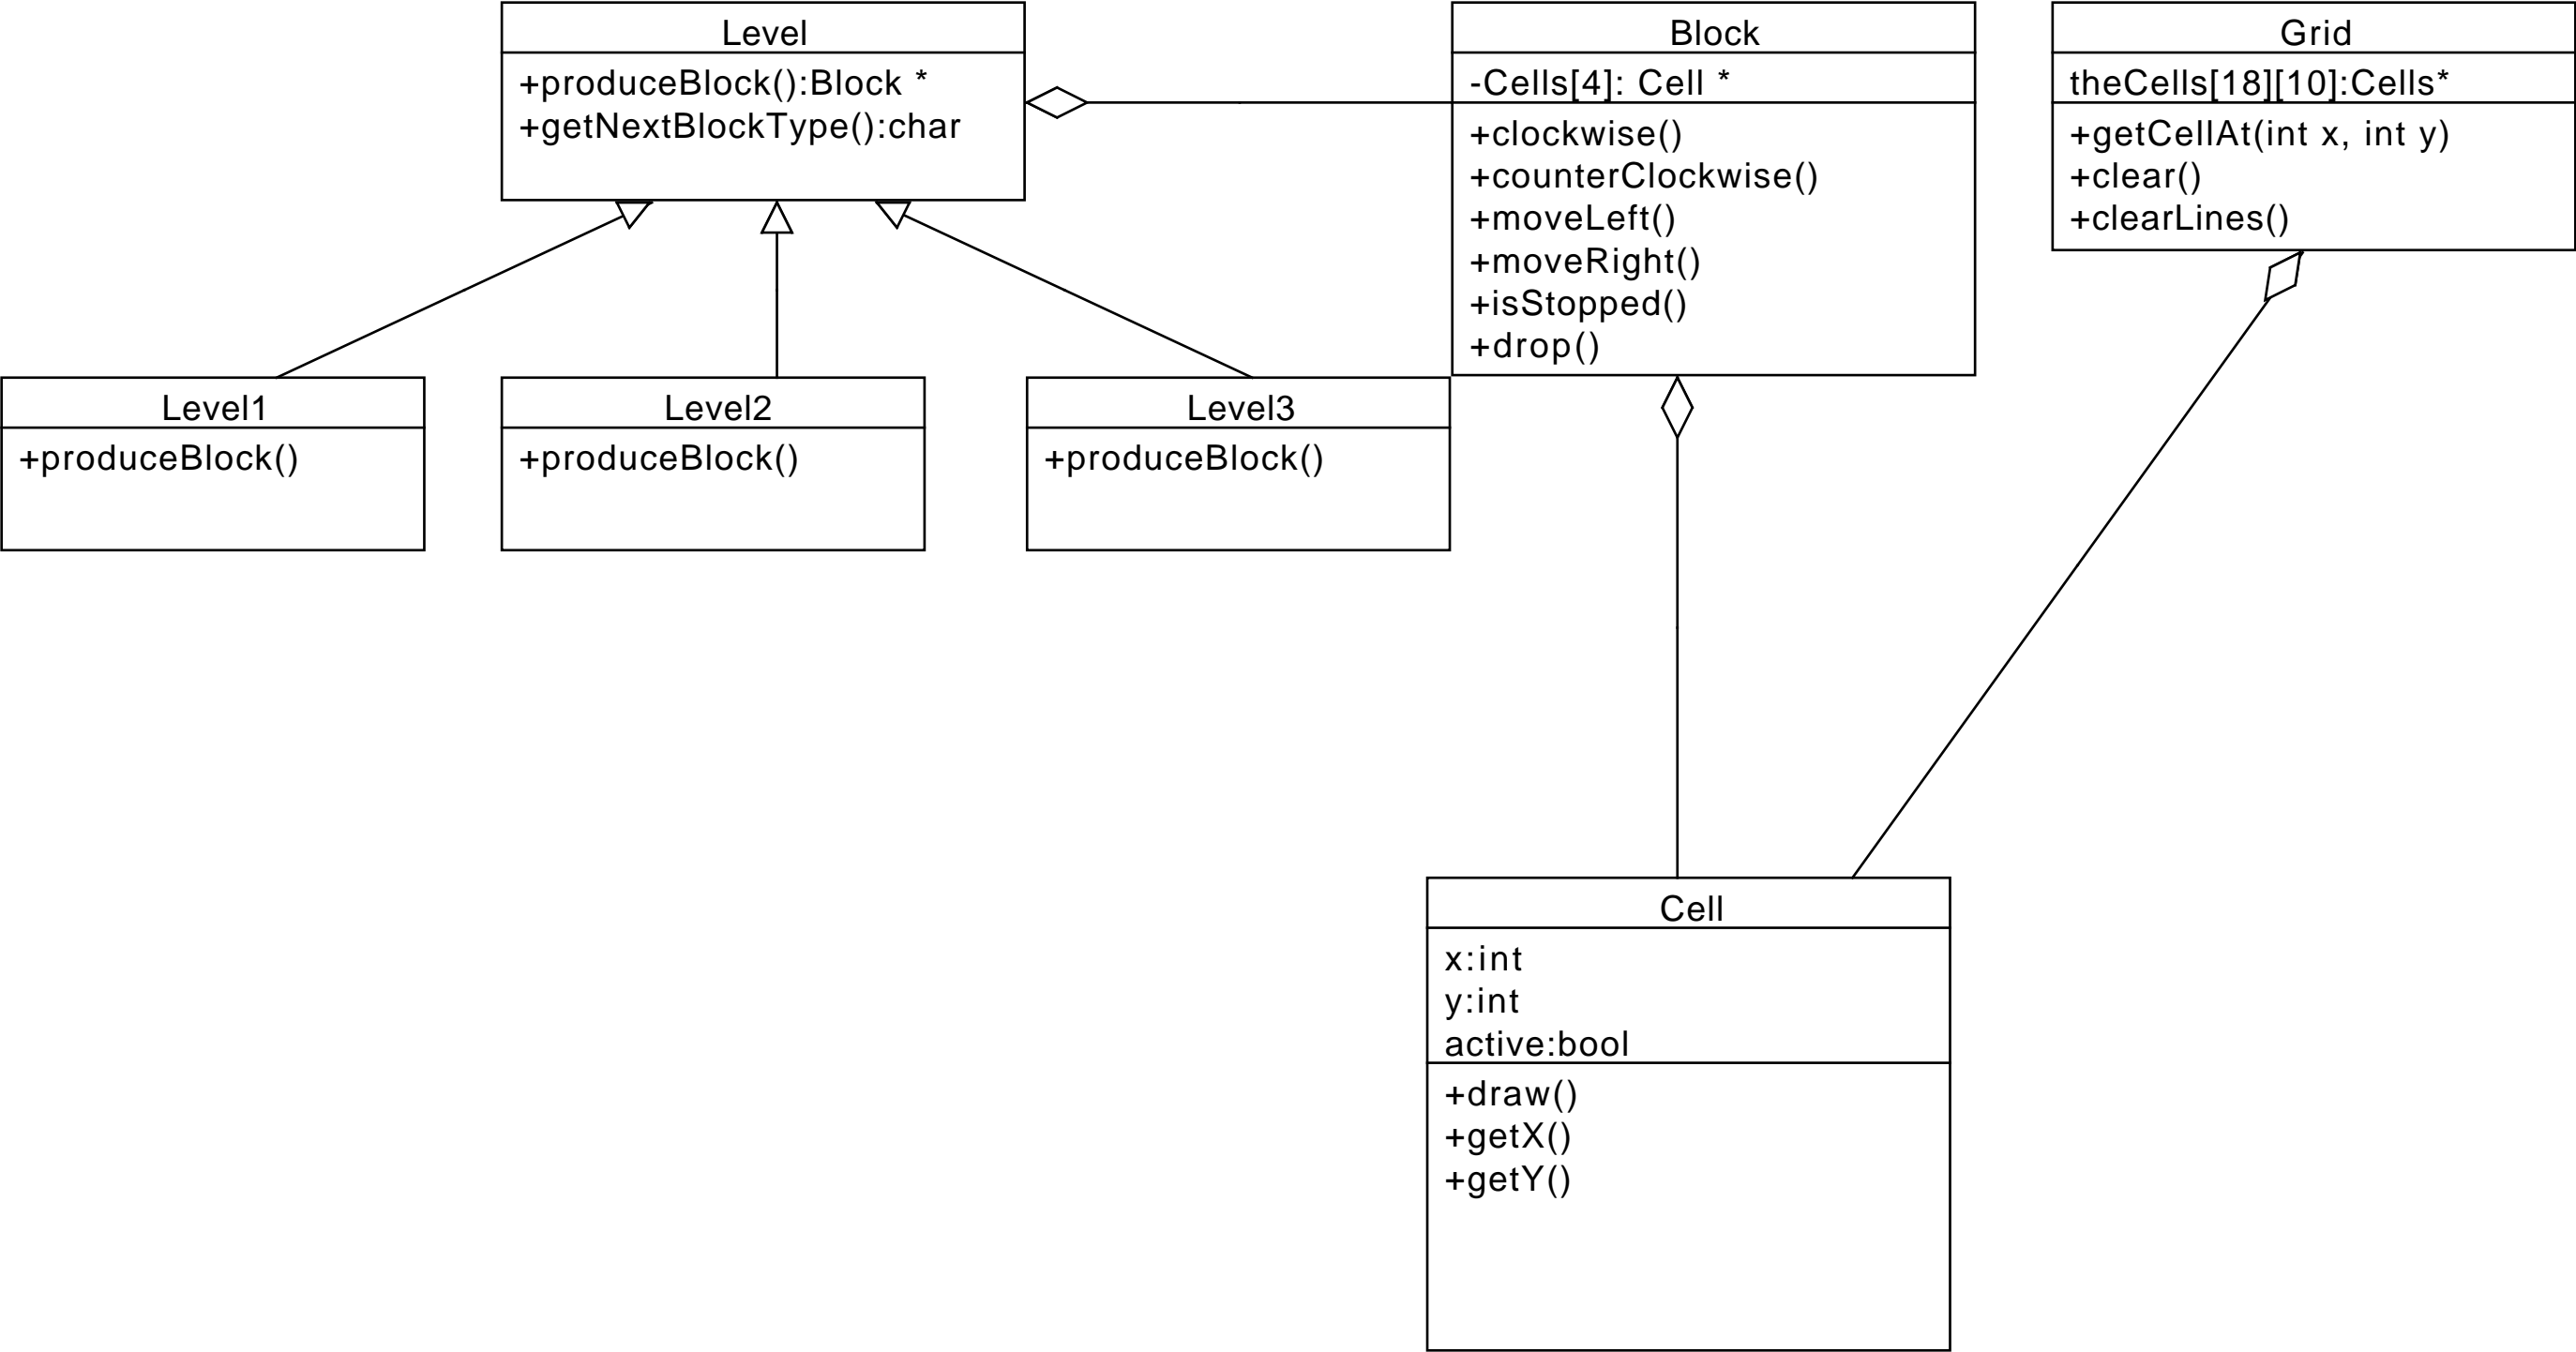 Level
+produceBlock():Block *
+getNextBlockType():char
Block
-Cells[4]: Cell *
+clockwise()
+counterClockwise()
+moveLeft()
+moveRight()
+isStopped()
+drop()
Grid
theCells[18][10]:Cells*
+getCellAt(int x, int y)
+clear()
+clearLines()
Level1
+produceBlock()
Level2
+produceBlock()
Level3
+produceBlock()
Cell
x:int
y:int
active:bool
+draw()
+getX()
+getY()